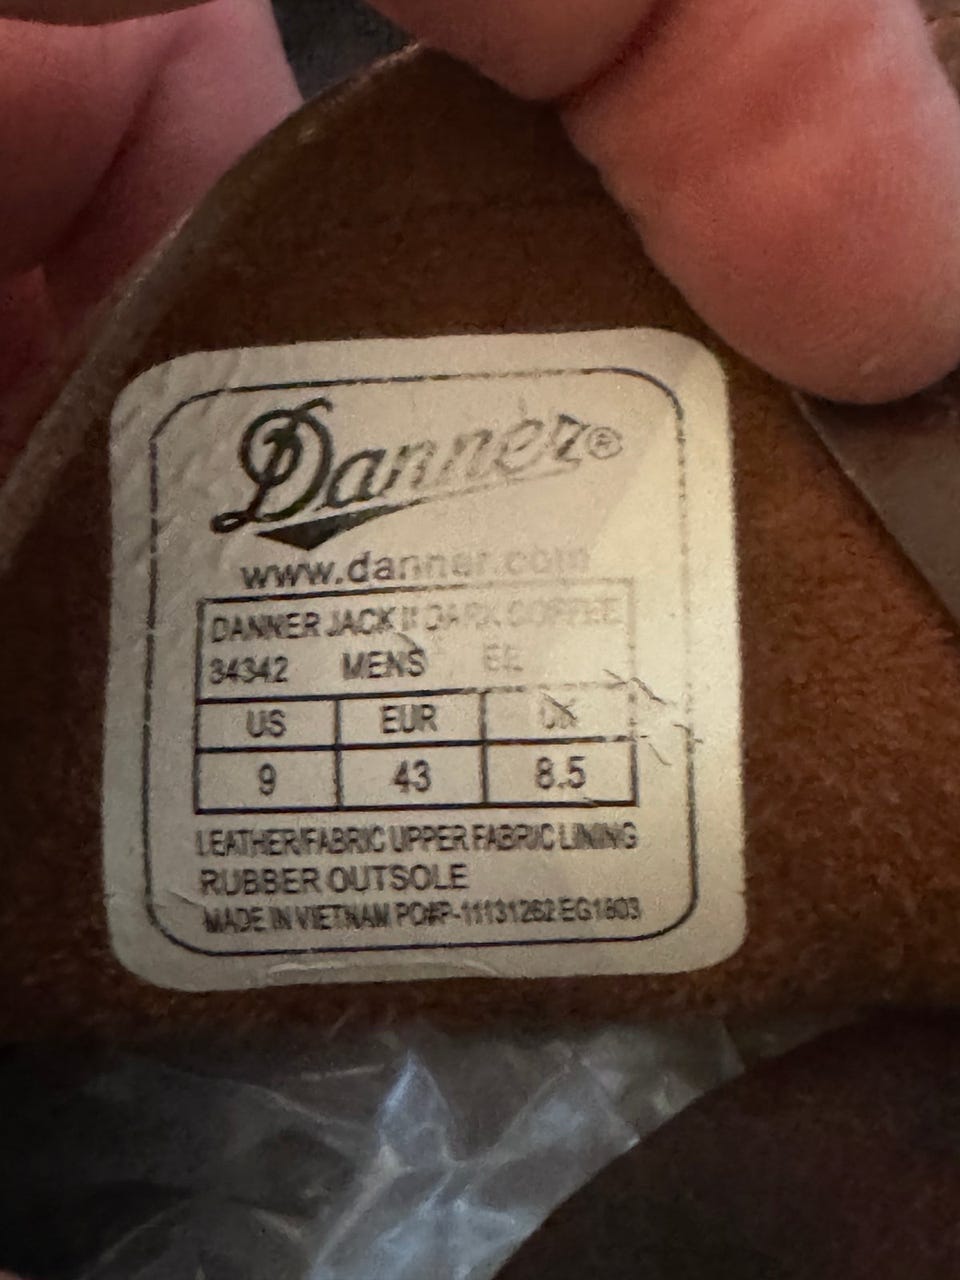 Danner®
www.danner.com
DANNER JACK II DARK COFFEE
34342 MENS EE
US EUR UK
9 43 8.5
LEATHER/FABRIC UPPER FABRIC LINING
RUBBER OUTSOLE
MADE IN VIETNAM PO#P-11131262 EG1803